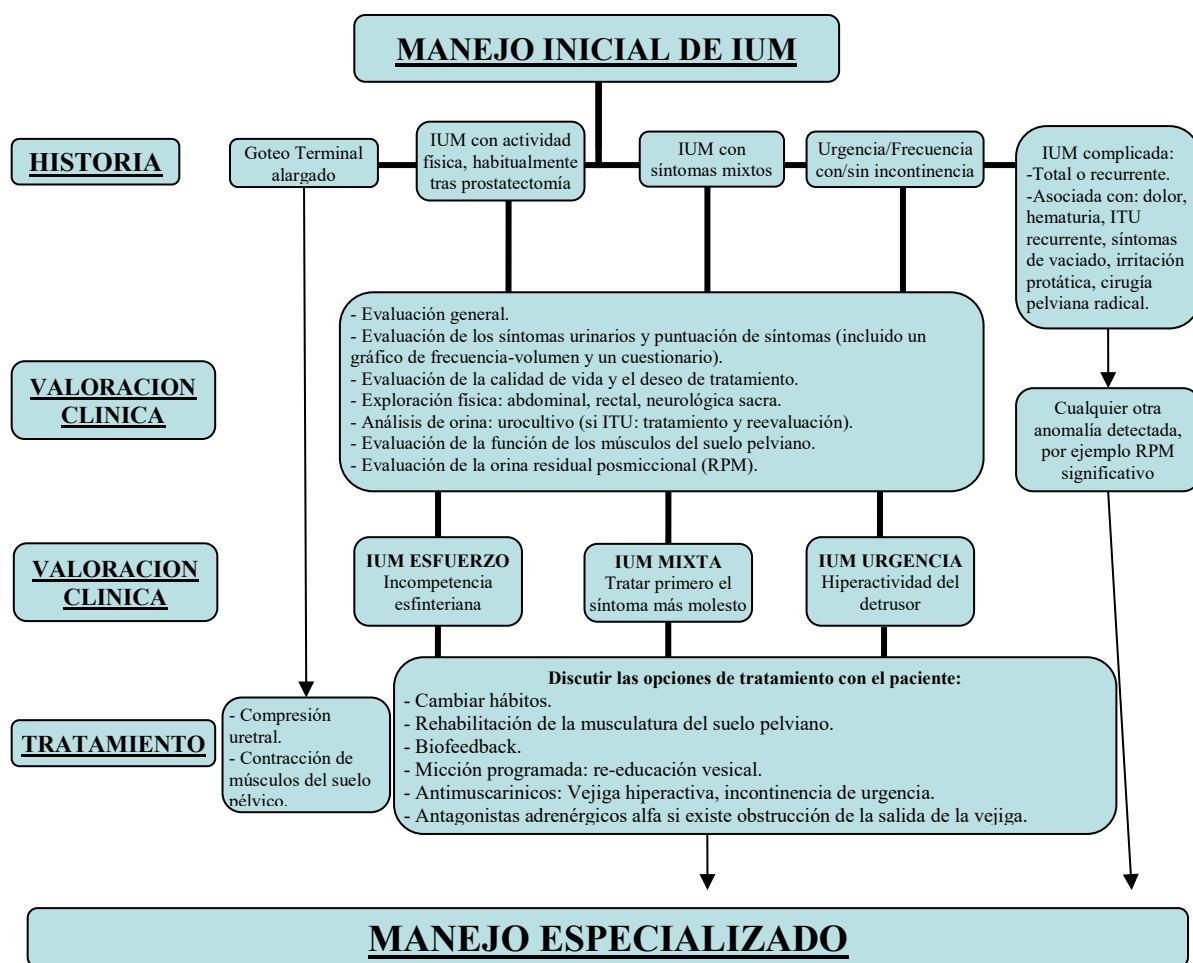 MANEJO INICIAL DE IUM
HISTORIA
Goteo Terminal
alargado
IUM con actividad
física, habitualmente
tras prostatectomía
IUM con
síntomas mixtos
Urgencia/Frecuencia
con/sin incontinencia
IUM complicada:
-Total o recurrente.
-Asociada con: dolor,
hematuria, ITU
recurrente, síntomas
de vaciado, irritación
protática, cirugía
pelviana radical.
VALORACION
CLINICA
- Evaluación general.
- Evaluación de los síntomas urinarios y puntuación de síntomas (incluido un
gráfico de frecuencia-volumen y un cuestionario).
- Evaluación de la calidad de vida y el deseo de tratamiento.
- Exploración física: abdominal, rectal, neurológica sacra.
- Análisis de orina: urocultivo (si ITU: tratamiento y reevaluación).
- Evaluación de la función de los músculos del suelo pelviano.
- Evaluación de la orina residual posmiccional (RPM).
Cualquier otra
anomalía detectada,
por ejemplo RPM
significativo
VALORACION
CLINICA
IUM ESFUERZO
Incompetencia
esfinteriana
IUM MIXTA
Tratar primero el
síntoma más molesto
IUM URGENCIA
Hiperactividad del
detrusor
TRATAMIENTO
- Compresión
uretral.
- Contracción de
músculos del suelo
pélvico.
Discutir las opciones de tratamiento con el paciente:
- Cambiar hábitos.
- Rehabilitación de la musculatura del suelo pelviano.
- Biofeedback.
- Micción programada: re-educación vesical.
- Antimuscarinicos: Vejiga hiperactiva, incontinencia de urgencia.
- Antagonistas adrenérgicos alfa si existe obstrucción de la salida de la vejiga.
MANEJO ESPECIALIZADO